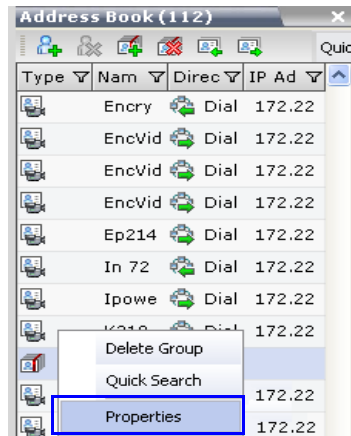 Address Book (112)
Quic
Type Nam Direc IP Ad
Encry Dial 172.22
EncVid Dial 172.22
EncVid Dial 172.22
EncVid Dial 172.22
Ep214 Dial 172.22
In 72 Dial 172.22
Ipowe Dial 172.22
Dial 172.22
Delete Group
Quick Search
172.22
Properties
172.22